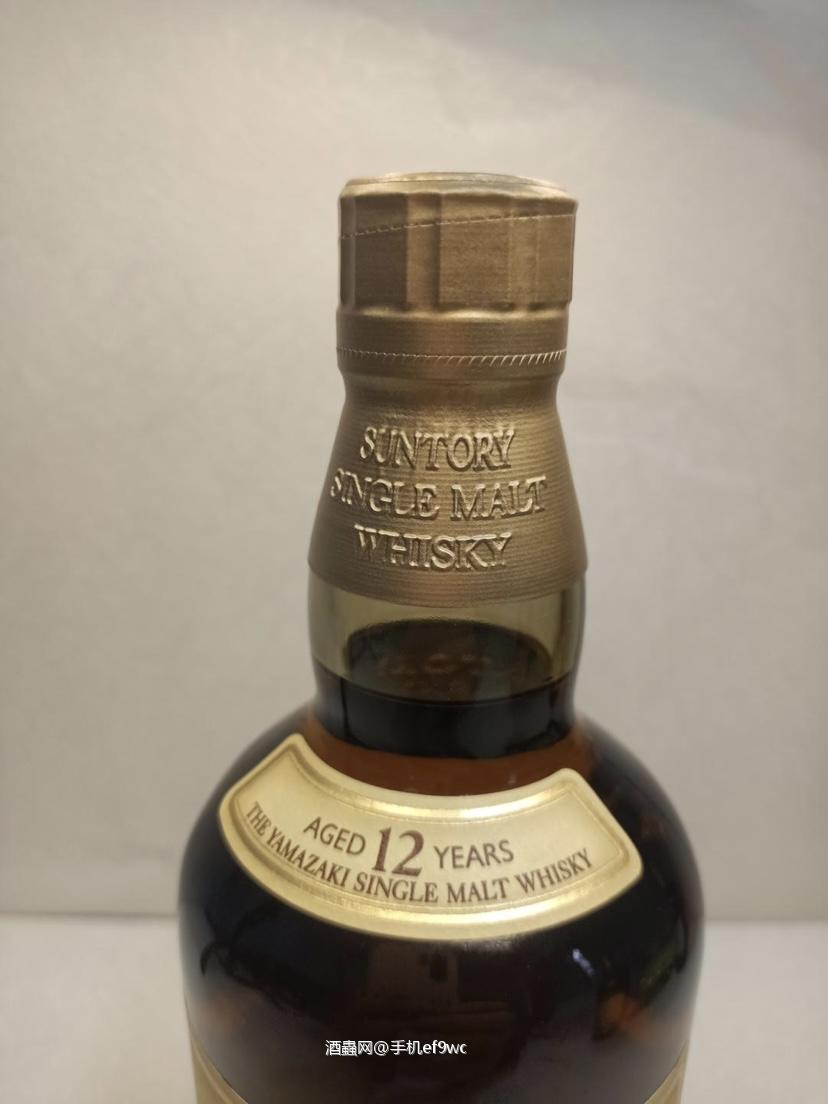 SUNTORY
SINGLE MALT
WHISKY
AGED 12 YEARS
THE YAMAZAKI SINGLE MALT WHISKY
酒蟲网@手机ef9wc